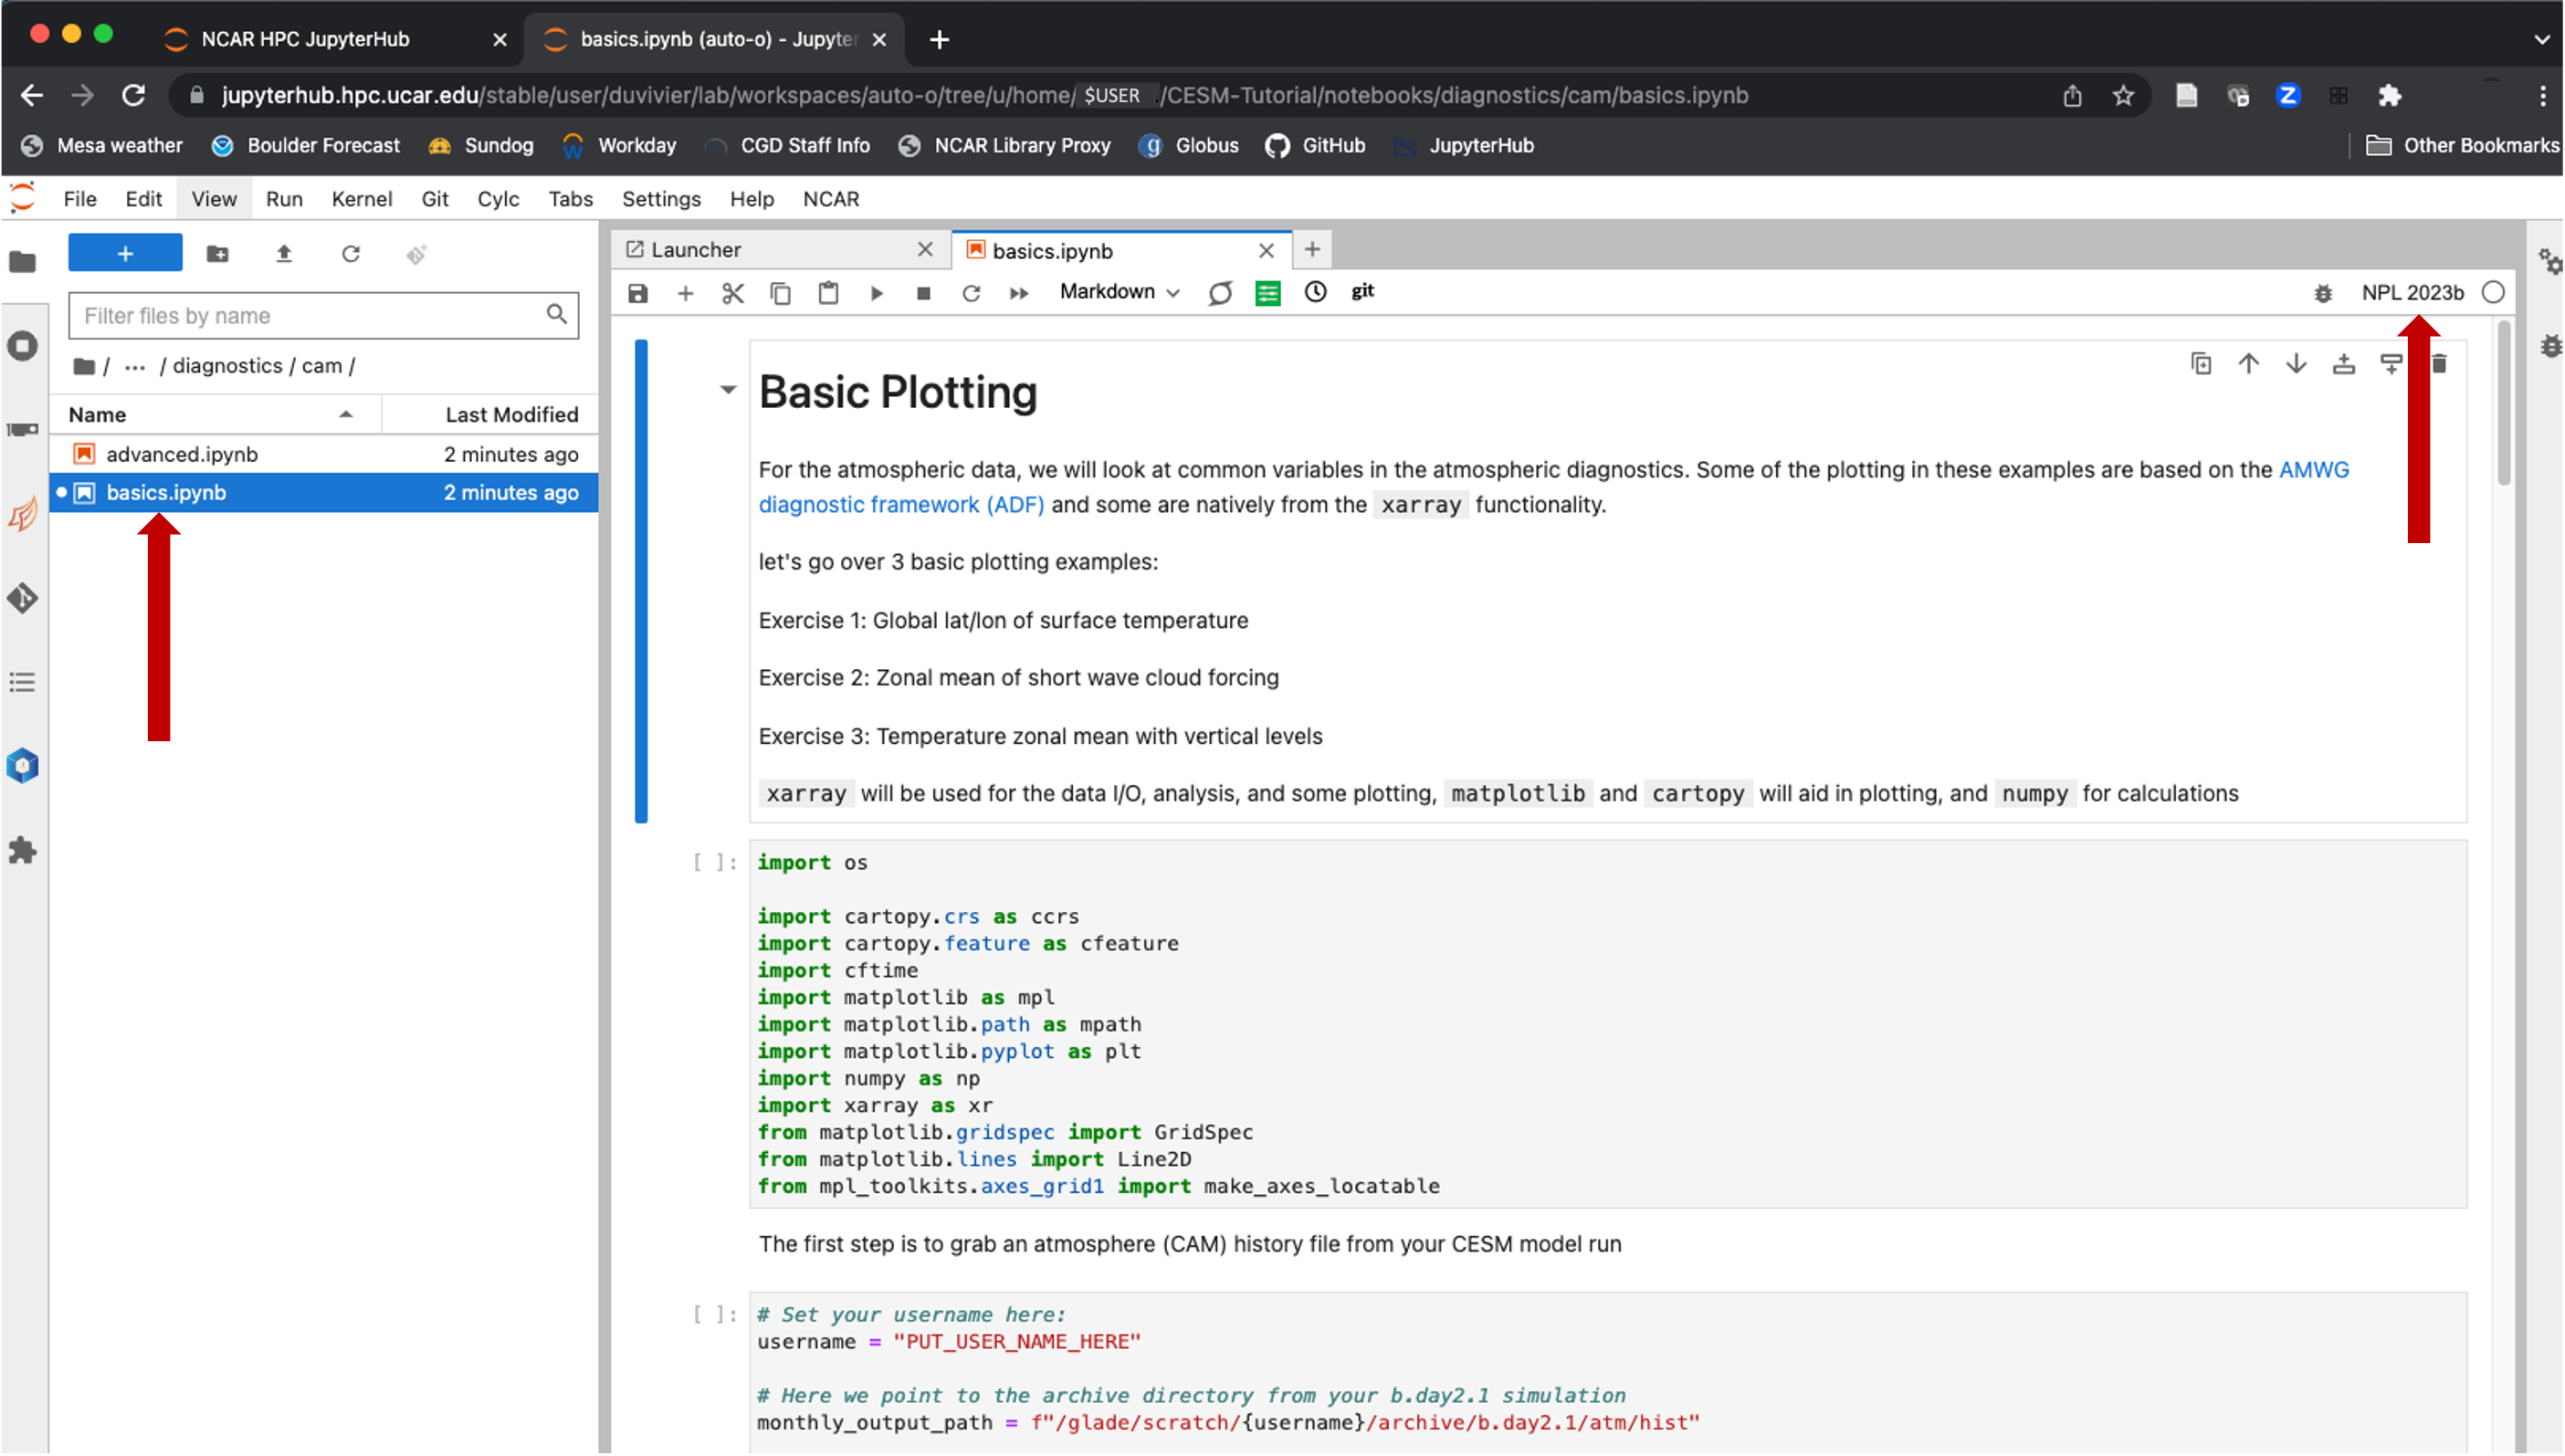 NCAR HPC JupyterHub
basics.ipynb (auto-o) - Jupyter
jupyterhub.hpc.ucar.edu/stable/user/duvivier/lab/workspaces/auto-o/tree/u/home/ $USER /CESM-Tutorial/notebooks/diagnostics/cam/basics.ipynb
Mesa weather Boulder Forecast Sundog Workday CGD Staff Info NCAR Library Proxy Globus GitHub JupyterHub Other Bookmarks
File Edit View Run Kernel Git Cylc Tabs Settings Help NCAR
+
Filter files by name
/ ... / diagnostics / cam /
Name Last Modified
advanced.ipynb 2 minutes ago
basics.ipynb 2 minutes ago
Launcher
basics.ipynb
Markdown git NPL 2023b
Basic Plotting
For the atmospheric data, we will look at common variables in the atmospheric diagnostics. Some of the plotting in these examples are based on the AMWG
diagnostic framework (ADF) and some are natively from the xarray functionality.
let's go over 3 basic plotting examples:
Exercise 1: Global lat/lon of surface temperature
Exercise 2: Zonal mean of short wave cloud forcing
Exercise 3: Temperature zonal mean with vertical levels
xarray will be used for the data I/O, analysis, and some plotting, matplotlib and cartopy will aid in plotting, and numpy for calculations
[ ]: import os
import cartopy.crs as ccrs
import cartopy.feature as cfeature
import cftime
import matplotlib as mpl
import matplotlib.path as mpath
import matplotlib.pyplot as plt
import numpy as np
import xarray as xr
from matplotlib.gridspec import GridSpec
from matplotlib.lines import Line2D
from mpl_toolkits.axes_grid1 import make_axes_locatable
The first step is to grab an atmosphere (CAM) history file from your CESM model run
[ ]: # Set your username here:
username = "PUT_USER_NAME_HERE"
# Here we point to the archive directory from your b.day2.1 simulation
monthly_output_path = f"/glade/scratch/{username}/archive/b.day2.1/atm/hist"